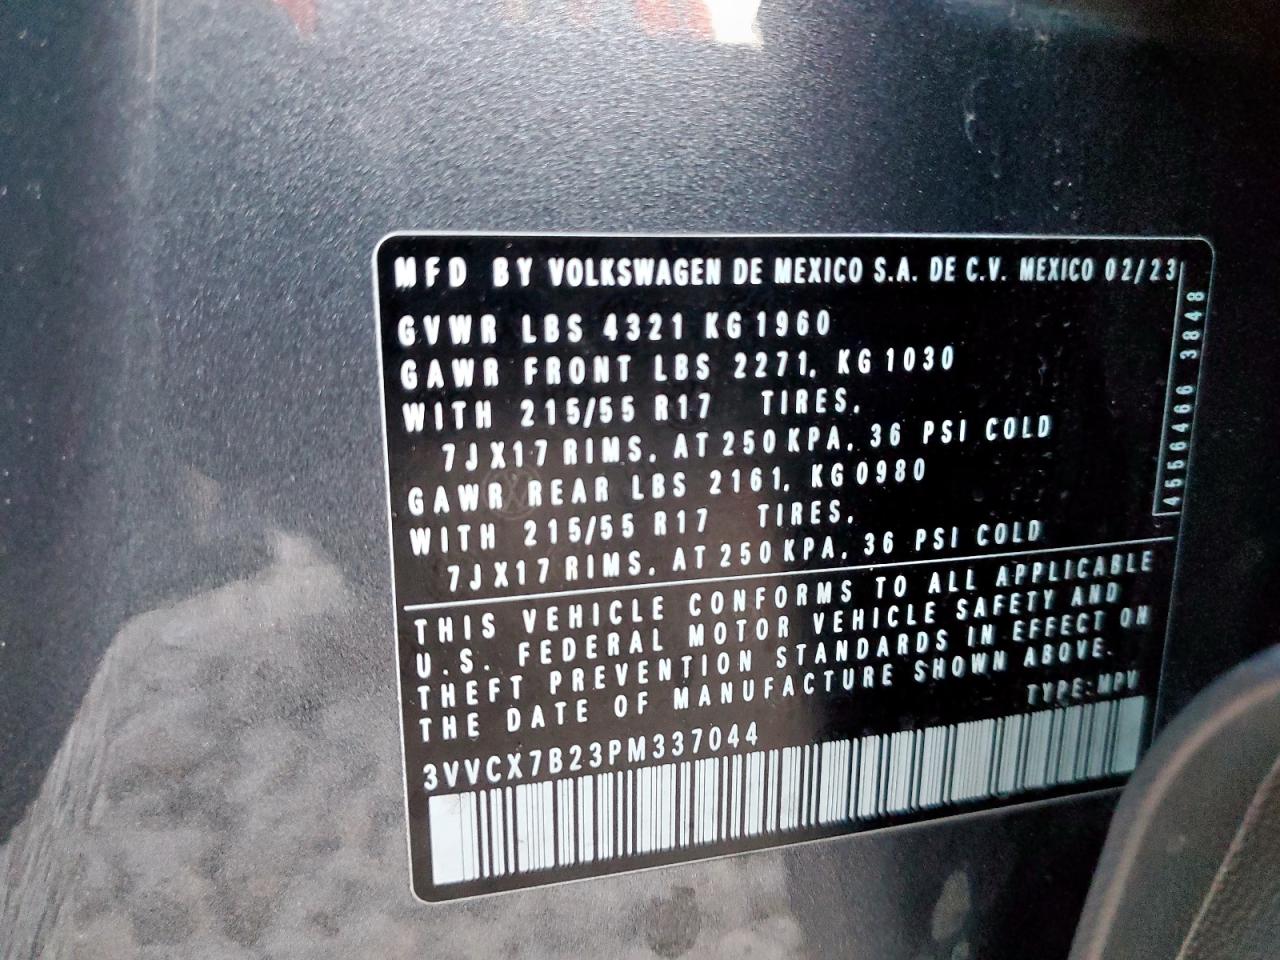 MFD BY VOLKSWAGEN DE MEXICO S.A. DE C.V. MEXICO 02/23
GVWR LBS 4321 KG 1960
GAWR FRONT LBS 2271, KG 1030
WITH 215/55 R17 TIRES,
7JX17 RIMS, AT 250 KPA, 36 PSI COLD
GAWR REAR LBS 2161, KG 0980
WITH 215/55 R17 TIRES,
7JX17 RIMS, AT 250 KPA, 36 PSI COLD
4556466 3848
THIS VEHICLE CONFORMS TO ALL APPLICABLE
U.S. FEDERAL MOTOR VEHICLE SAFETY AND
THEFT PREVENTION STANDARDS IN EFFECT ON
THE DATE OF MANUFACTURE SHOWN ABOVE.
TYPE:MPV
3VVCX7B23PM337044